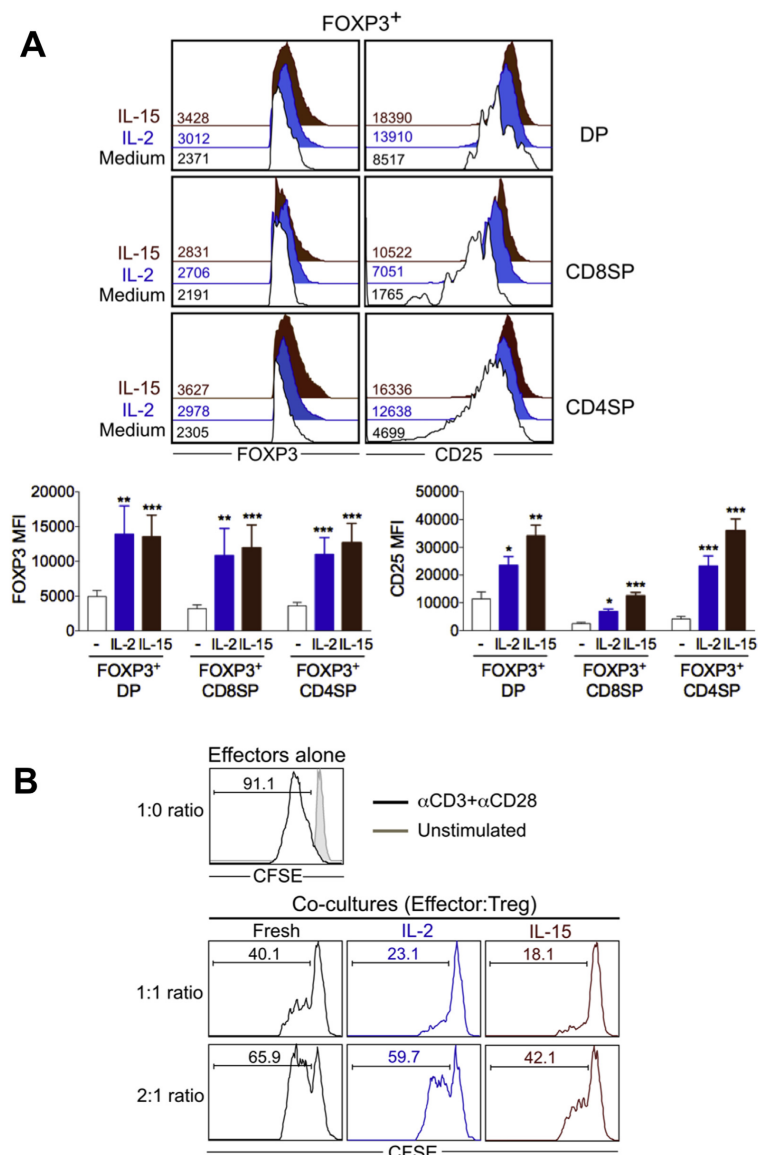 A
FOXP3⁺
IL-15 3428 18390
IL-2 3012 13910
Medium 2371 8517
DP
IL-15 2831 10522
IL-2 2706 7051
Medium 2191 1765
CD8SP
IL-15 3627 16336
IL-2 2978 12638
Medium 2305 4699
CD4SP
FOXP3 CD25
FOXP3 MFI
20000
15000
10000
5000
0
** *** ** *** *** ***
- IL-2 IL-15 - IL-2 IL-15 - IL-2 IL-15
FOXP3⁺ FOXP3⁺ FOXP3⁺
DP CD8SP CD4SP
CD25 MFI
50000
40000
30000
20000
10000
0
* ** * *** *** ***
- IL-2 IL-15 - IL-2 IL-15 - IL-2 IL-15
FOXP3⁺ FOXP3⁺ FOXP3⁺
DP CD8SP CD4SP
B
Effectors alone
1:0 ratio 91.1
CFSE
αCD3+αCD28
Unstimulated
Co-cultures (Effector:Treg)
Fresh IL-2 IL-15
1:1 ratio 40.1 23.1 18.1
2:1 ratio 65.9 59.7 42.1
CFSE